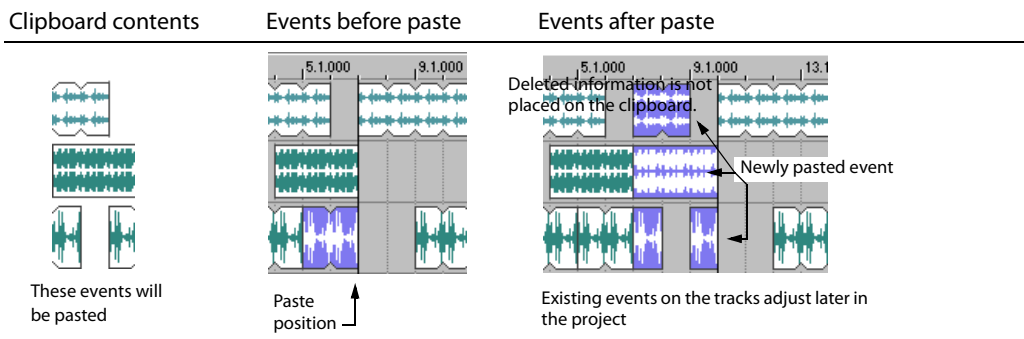 Clipboard contents
Events before paste
Events after paste
5.1.000
9.1.000
5.1.000
9.1.000
13.1
Deleted information is not
placed on the clipboard.
Newly pasted event
These events will
be pasted
Paste
position
Existing events on the tracks adjust later in
the project